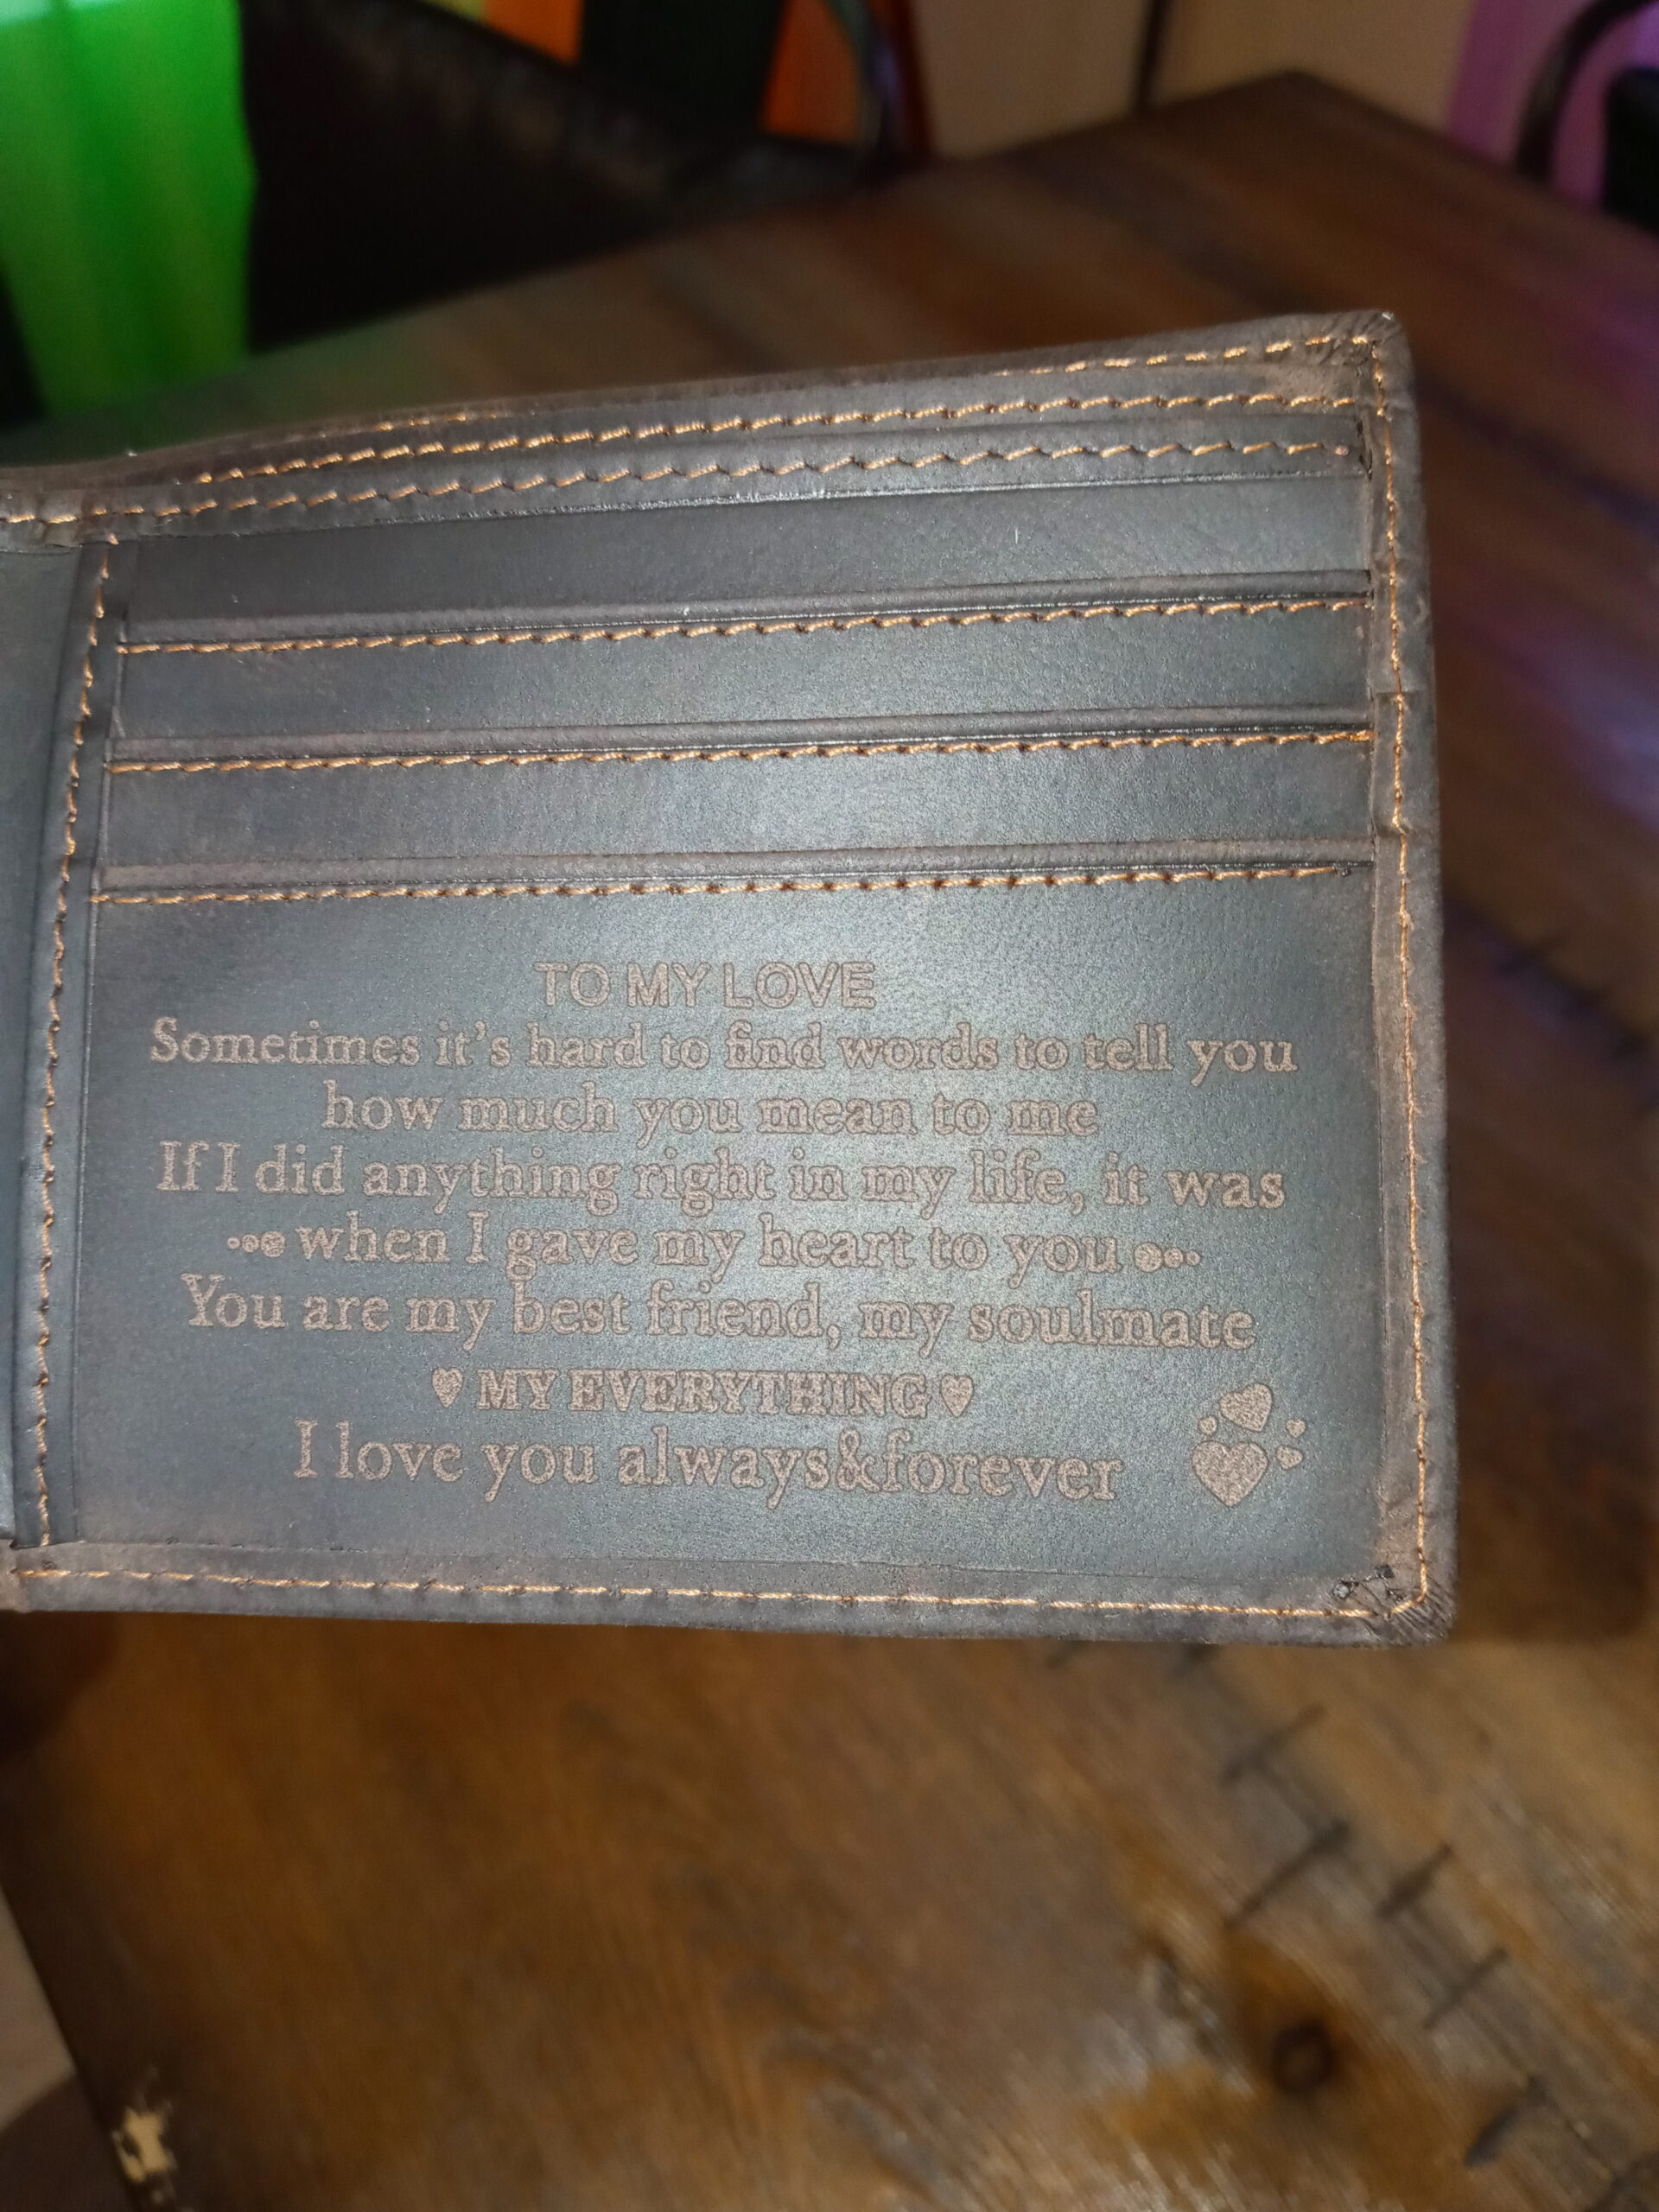 TO MY LOVE
Sometimes it's hard to find words to tell you
how much you mean to me
If I did anything right in my life, it was
when I gave my heart to you
You are my best friend, my soulmate
♥ MY EVERYTHING ♥
I love you always&forever